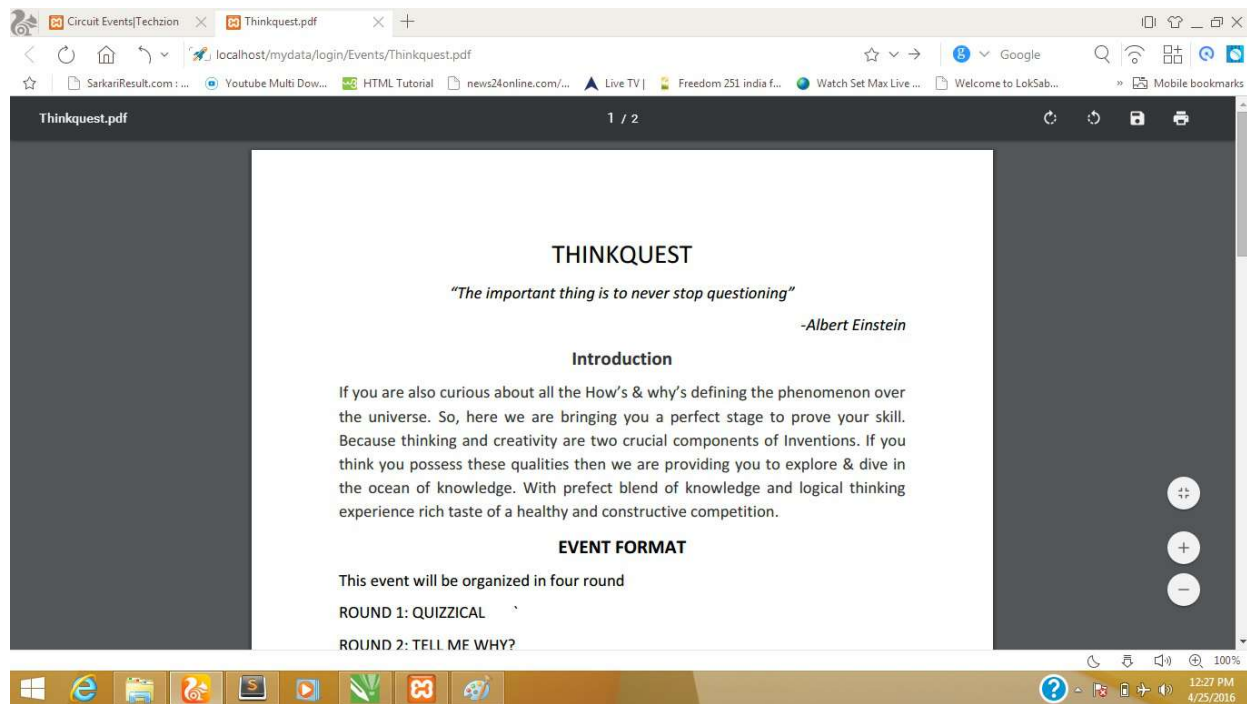 Circuit Events|Techzion
Thinkquest.pdf
localhost/mydata/login/Events/Thinkquest.pdf
Google
SarkariResult.com : ...
Youtube Multi Dow...
HTML Tutorial
news24online.com/...
Live TV |
Freedom 251 india f...
Watch Set Max Live ...
Welcome to LokSab...
»
Mobile bookmarks
Thinkquest.pdf
1 / 2
THINKQUEST
“The important thing is to never stop questioning”
-Albert Einstein
Introduction
If you are also curious about all the How’s & why’s defining the phenomenon over
the universe. So, here we are bringing you a perfect stage to prove your skill.
Because thinking and creativity are two crucial components of Inventions. If you
think you possess these qualities then we are providing you to explore & dive in
the ocean of knowledge. With prefect blend of knowledge and logical thinking
experience rich taste of a healthy and constructive competition.
EVENT FORMAT
This event will be organized in four round
ROUND 1: QUIZZICAL `
ROUND 2: TELL ME WHY?
100%
12:27 PM
4/25/2016